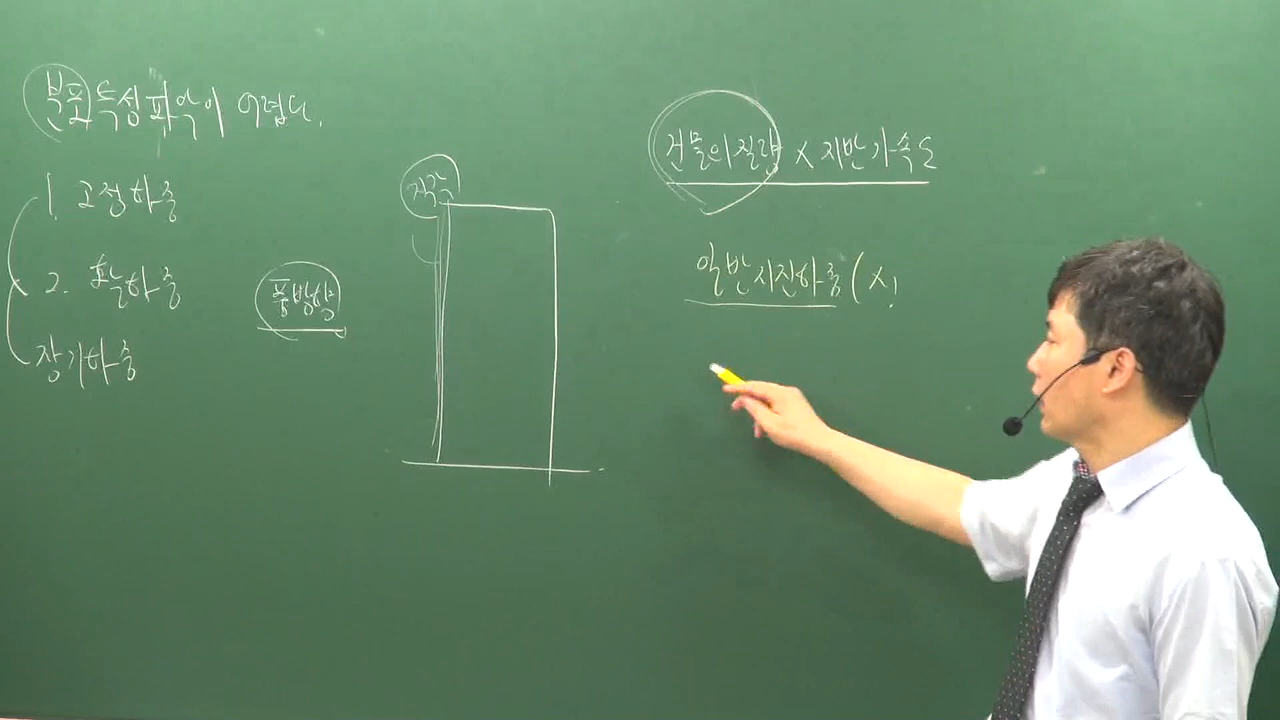 분포특성파악이 어렵다.
1. 고정하중
2. 활하중
장기하중
풍방향
직각
건물의 질량 X 지반가속도
일반지진하중(X)